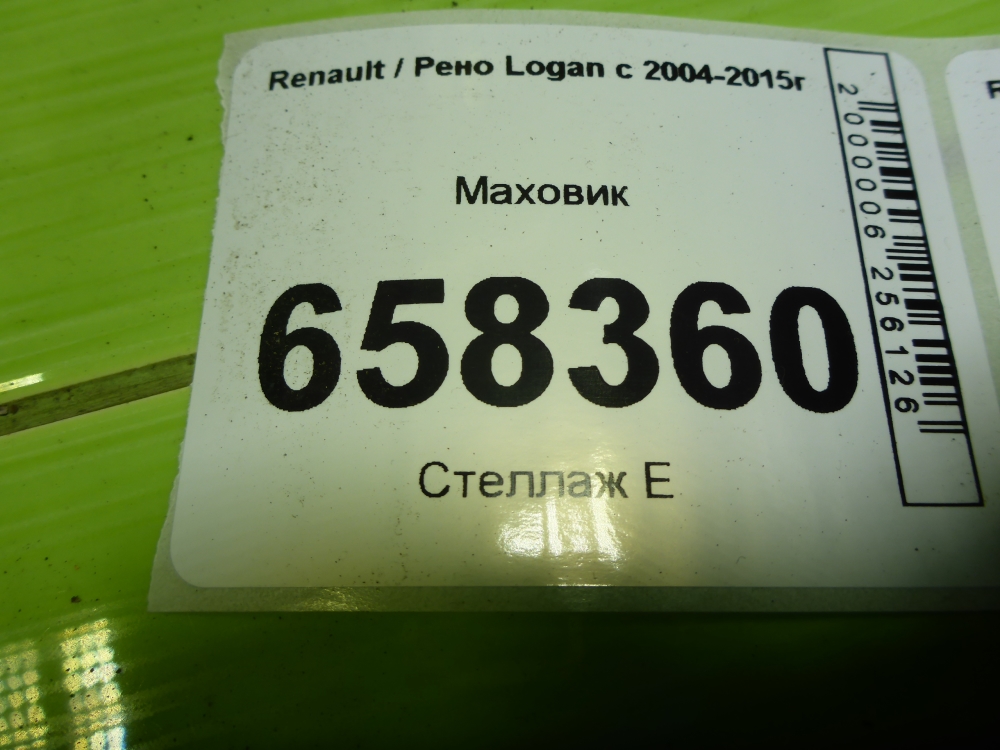 Renault / Рено Logan с 2004-2015г
Маховик
658360
Стеллаж E
2000006256126